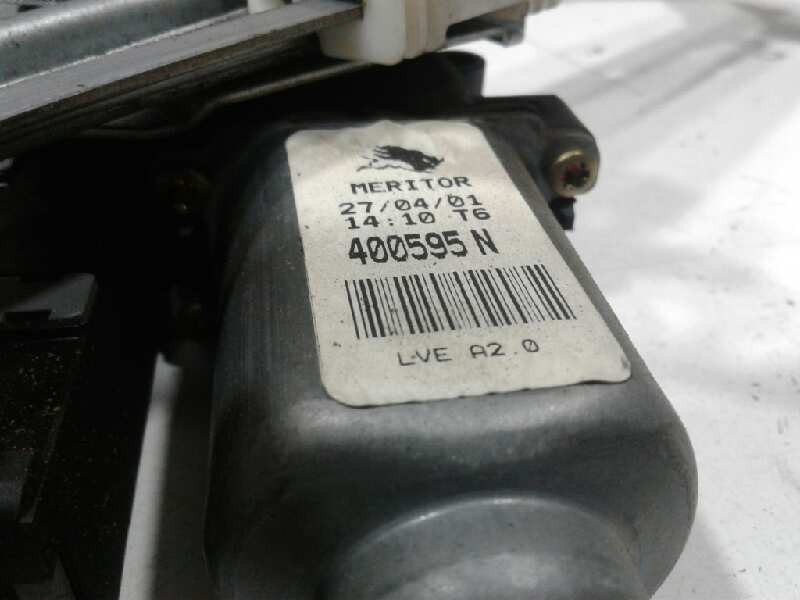 MERITOR
27/04/01
14:10 T6
400595 N
LVE A2.0